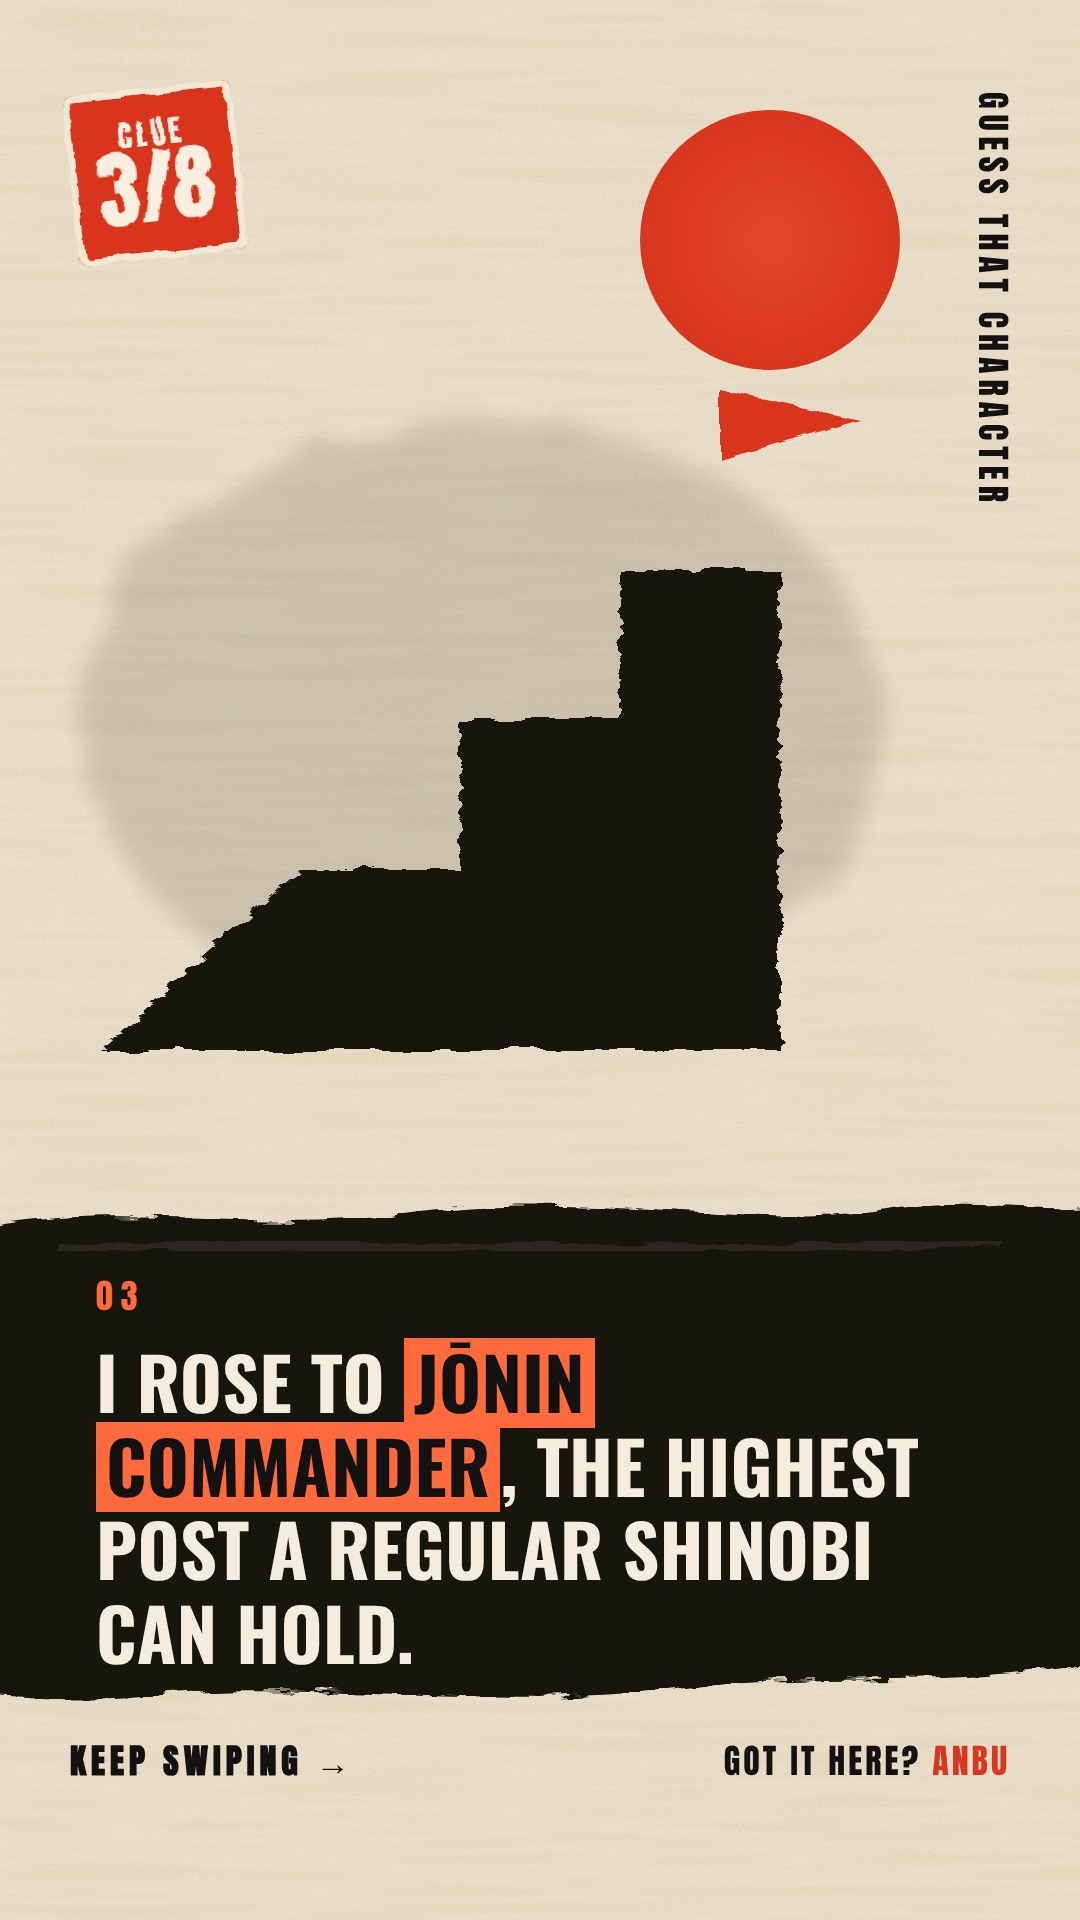 CLUE
3/8
GUESS THAT CHARACTER
03
I ROSE TO JŌNIN
COMMANDER, THE HIGHEST
POST A REGULAR SHINOBI
CAN HOLD.
KEEP SWIPING →
GOT IT HERE? ANBU